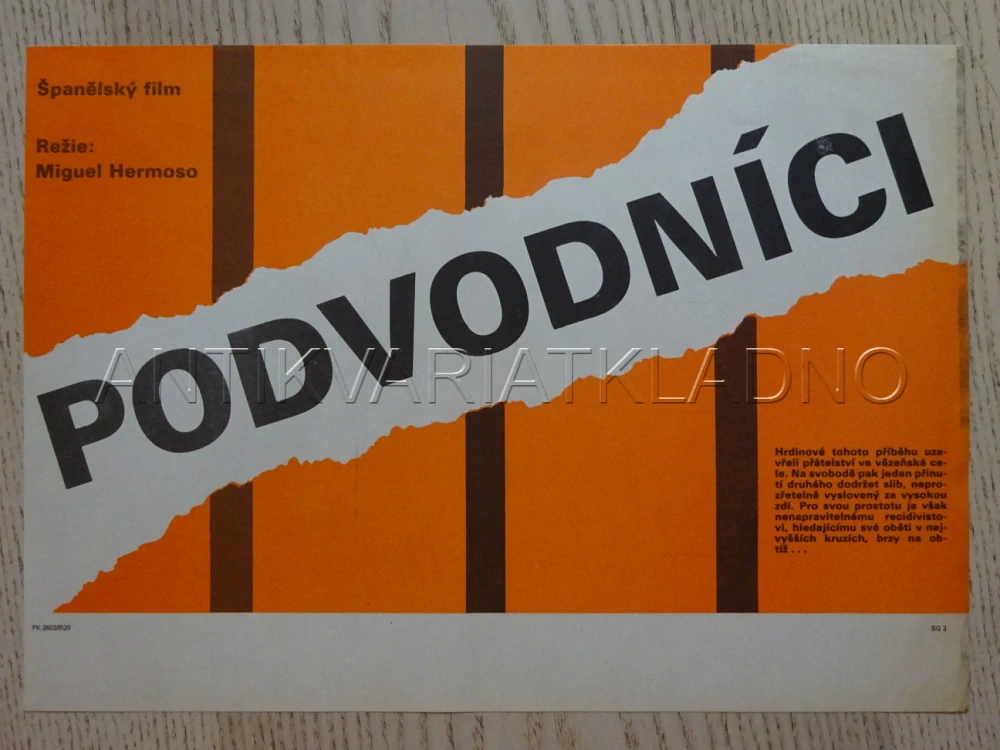 Španělský film
Režie:
Miguel Hermoso
PODVODNÍCI
ANTIKVARIATKLADNO
Hrdinové tohoto příběhu uza-
vřeli přátelství ve vězeňské ce-
le. Na svobodě pak jeden přinu-
tí druhého dodržet slib, nepro-
zřetelně vyslovený za vysokou
zdí. Pro svou prostotu je však
nenapravitelnému recidivisto-
vi, hledajícímu své oběti v nej-
vyšších kruzích, brzy na ob-
tíž...
SG 3